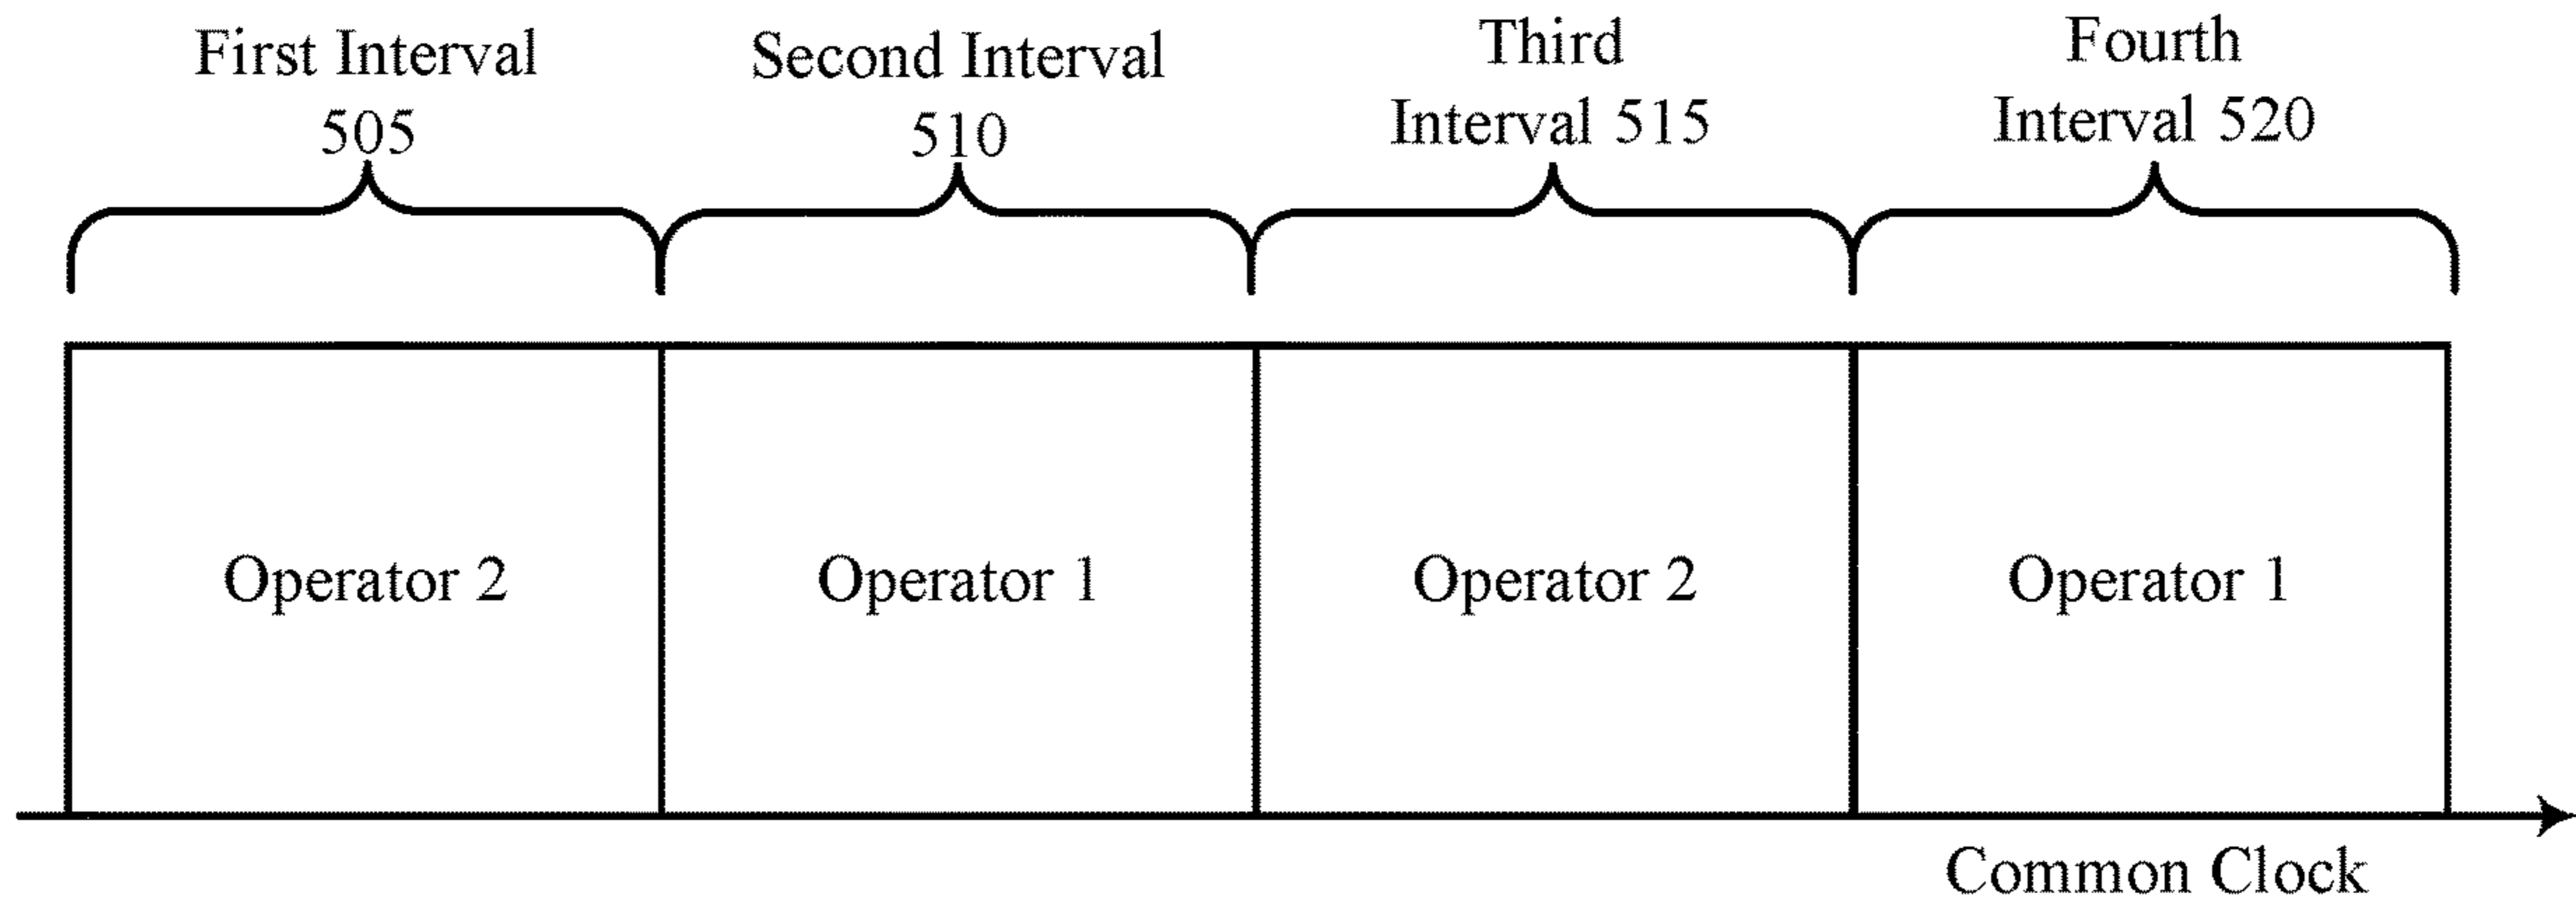 First Interval
505
Second Interval
510
Third
Interval 515
Fourth
Interval 520
Operator 2
Operator 1
Operator 2
Operator 1
Common Clock